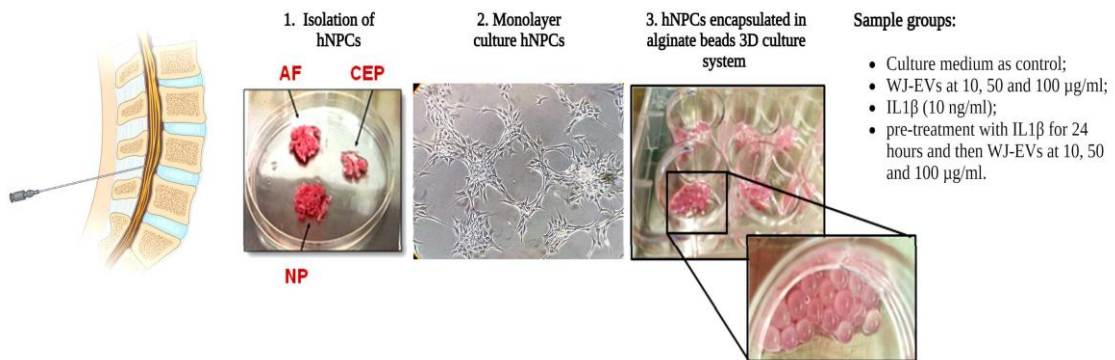 1. Isolation of
hNPCs
AF
CEP
NP
2. Monolayer
culture hNPCs
3. hNPCs encapsulated in
alginate beads 3D culture
system
Sample groups:
• Culture medium as control;
• WJ-EVs at 10, 50 and 100 µg/ml;
• IL1β (10 ng/ml);
• pre-treatment with IL1β for 24
hours and then WJ-EVs at 10, 50
and 100 µg/ml.